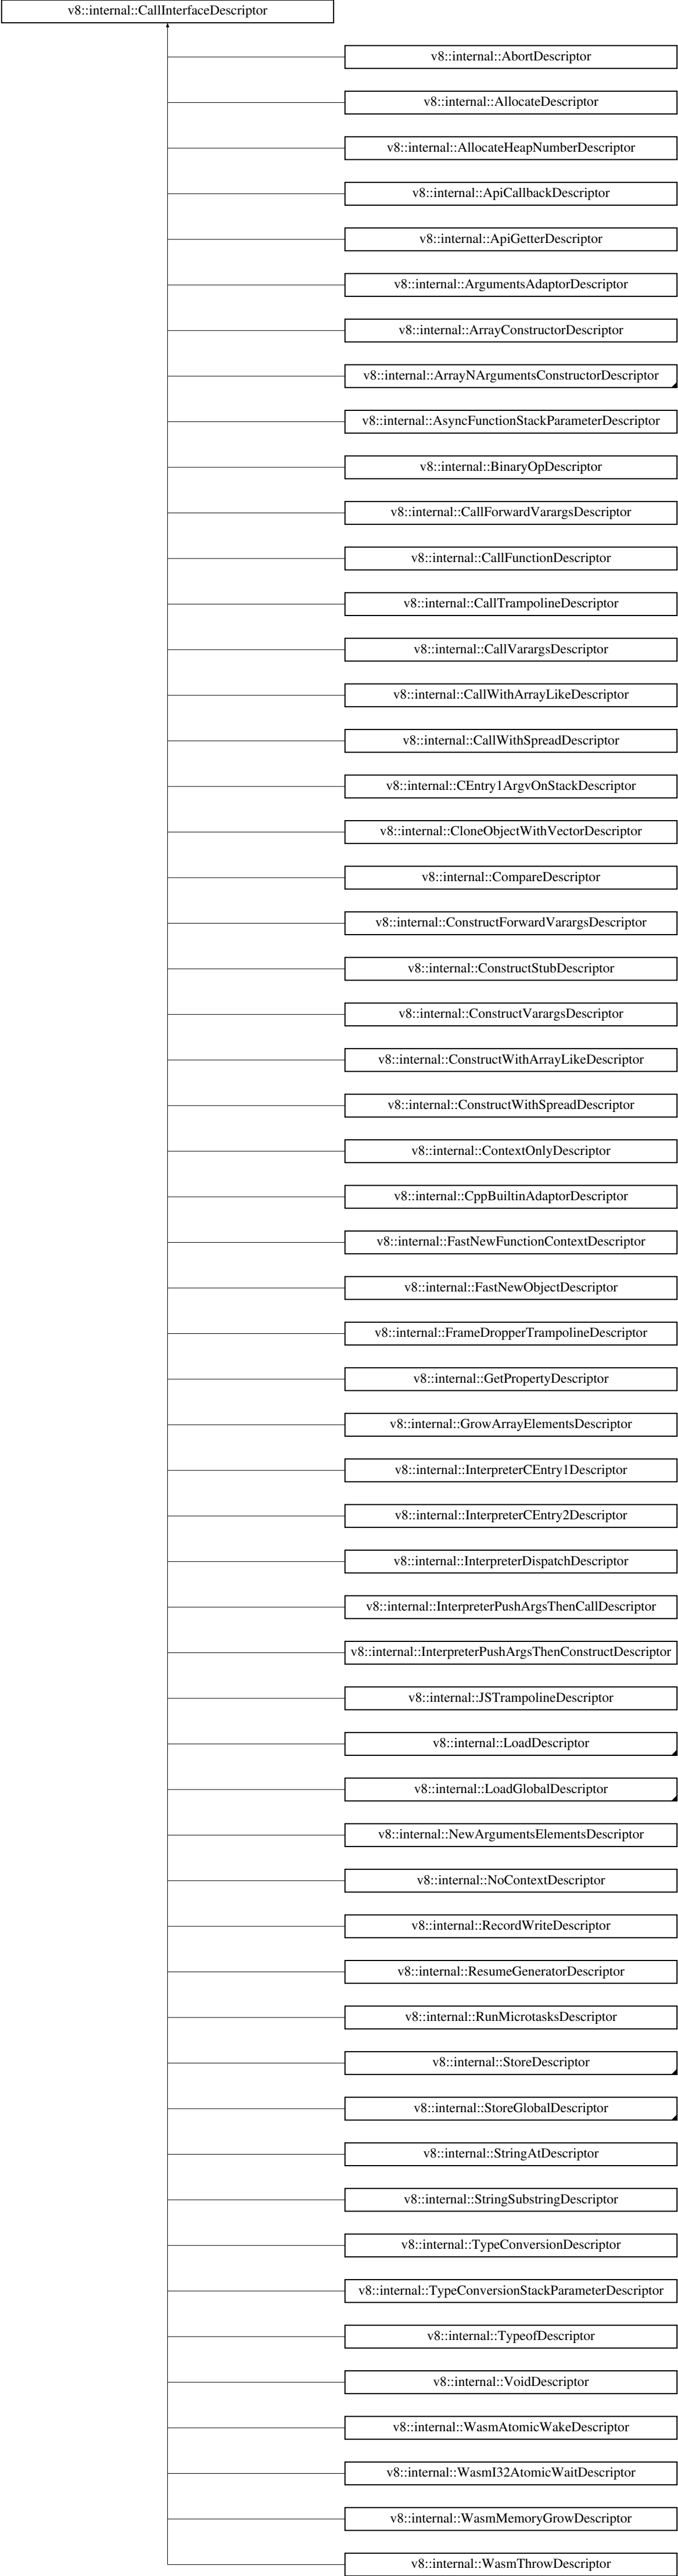 v8::internal::CallInterfaceDescriptor
v8::internal::AbortDescriptor
v8::internal::AllocateDescriptor
v8::internal::AllocateHeapNumberDescriptor
v8::internal::ApiCallbackDescriptor
v8::internal::ApiGetterDescriptor
v8::internal::ArgumentsAdaptorDescriptor
v8::internal::ArrayConstructorDescriptor
v8::internal::ArrayNArgumentsConstructorDescriptor
v8::internal::AsyncFunctionStackParameterDescriptor
v8::internal::BinaryOpDescriptor
v8::internal::CallForwardVarargsDescriptor
v8::internal::CallFunctionDescriptor
v8::internal::CallTrampolineDescriptor
v8::internal::CallVarargsDescriptor
v8::internal::CallWithArrayLikeDescriptor
v8::internal::CallWithSpreadDescriptor
v8::internal::CEntry1ArgvOnStackDescriptor
v8::internal::CloneObjectWithVectorDescriptor
v8::internal::CompareDescriptor
v8::internal::ConstructForwardVarargsDescriptor
v8::internal::ConstructStubDescriptor
v8::internal::ConstructVarargsDescriptor
v8::internal::ConstructWithArrayLikeDescriptor
v8::internal::ConstructWithSpreadDescriptor
v8::internal::ContextOnlyDescriptor
v8::internal::CppBuiltinAdaptorDescriptor
v8::internal::FastNewFunctionContextDescriptor
v8::internal::FastNewObjectDescriptor
v8::internal::FrameDropperTrampolineDescriptor
v8::internal::GetPropertyDescriptor
v8::internal::GrowArrayElementsDescriptor
v8::internal::InterpreterCEntry1Descriptor
v8::internal::InterpreterCEntry2Descriptor
v8::internal::InterpreterDispatchDescriptor
v8::internal::InterpreterPushArgsThenCallDescriptor
v8::internal::InterpreterPushArgsThenConstructDescriptor
v8::internal::JSTrampolineDescriptor
v8::internal::LoadDescriptor
v8::internal::LoadGlobalDescriptor
v8::internal::NewArgumentsElementsDescriptor
v8::internal::NoContextDescriptor
v8::internal::RecordWriteDescriptor
v8::internal::ResumeGeneratorDescriptor
v8::internal::RunMicrotasksDescriptor
v8::internal::StoreDescriptor
v8::internal::StoreGlobalDescriptor
v8::internal::StringAtDescriptor
v8::internal::StringSubstringDescriptor
v8::internal::TypeConversionDescriptor
v8::internal::TypeConversionStackParameterDescriptor
v8::internal::TypeofDescriptor
v8::internal::VoidDescriptor
v8::internal::WasmAtomicWakeDescriptor
v8::internal::WasmI32AtomicWaitDescriptor
v8::internal::WasmMemoryGrowDescriptor
v8::internal::WasmThrowDescriptor